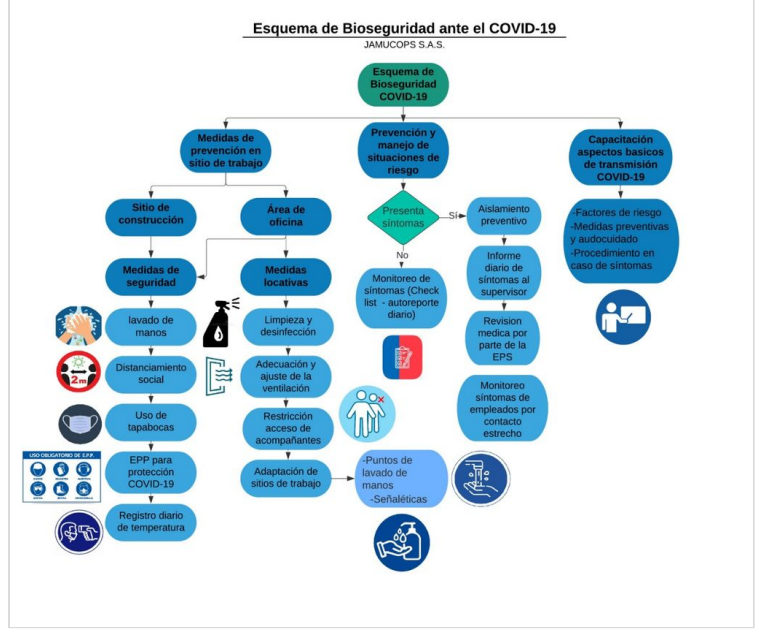 Esquema de Bioseguridad ante el COVID-19
JAMUCOPS S.A.S.
Esquema de
Bioseguridad
COVID-19
Medidas de
prevención en
sitio de trabajo
Prevención y
manejo de
situaciones de
riesgo
Capacitación
aspectos basicos
de transmisión
COVID-19
Sitio de
construcción
Área de
oficina
Presenta
síntomas
Sí
No
Aislamiento
preventivo
-Factores de riesgo
-Medidas preventivas
y audocuidado
-Procedimiento en
caso de síntomas
Medidas de
seguridad
Medidas
locativas
Monitoreo de
síntomas (Check
list - autoreporte
diario)
Informe
diario de
síntomas al
supervisor
lavado de
manos
Limpieza y
desinfección
Revision
medica por
parte de la
EPS
2m
Distanciamiento
social
Adecuación y
ajuste de la
ventilación
Monitoreo
síntomas de
empleados por
contacto
estrecho
Uso de
tapabocas
Restricción
acceso de
acompañantes
USO OBLIGATORIO DE E.P.P.
EPP para
protección
COVID-19
Adaptación de
sitios de trabajo
-Puntos de
lavado de
manos
-Señaléticas
Registro diario
de temperatura